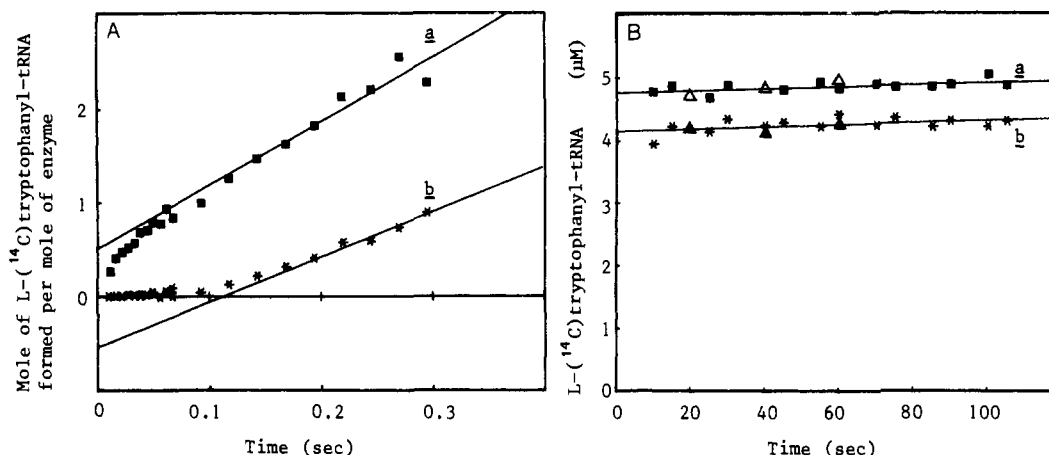 A
a
b
2
1
0
0
0.1
0.2
0.3
Time (sec)
Mole of L-(¹⁴C)tryptophanyl-tRNA
formed per mole of enzyme
B
a
b
5
4
3
2
1
0
0
20
40
60
80
100
Time (sec)
L-(¹⁴C)tryptophanyl-tRNA (μM)